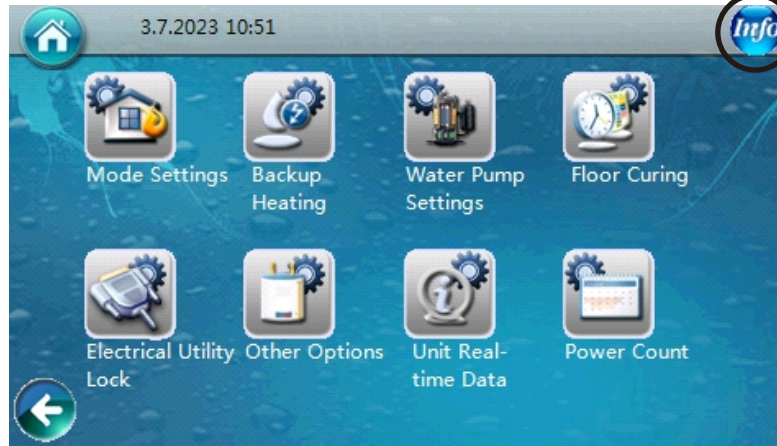 3.7.2023 10:51
Info
Mode Settings
Backup
Heating
Water Pump
Settings
Floor Curing
Electrical Utility
Lock
Other Options
Unit Real-
time Data
Power Count